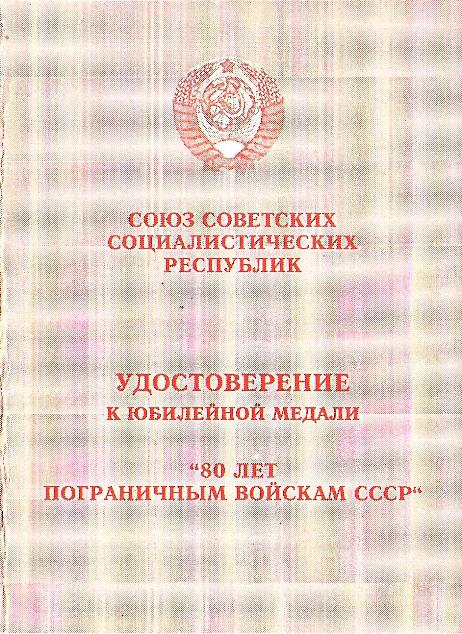 СОЮЗ СОВЕТСКИХ
СОЦИАЛИСТИЧЕСКИХ
РЕСПУБЛИК
УДОСТОВЕРЕНИЕ
К ЮБИЛЕЙНОЙ МЕДАЛИ
“80 ЛЕТ
ПОГРАНИЧНЫМ ВОЙСКАМ СССР“